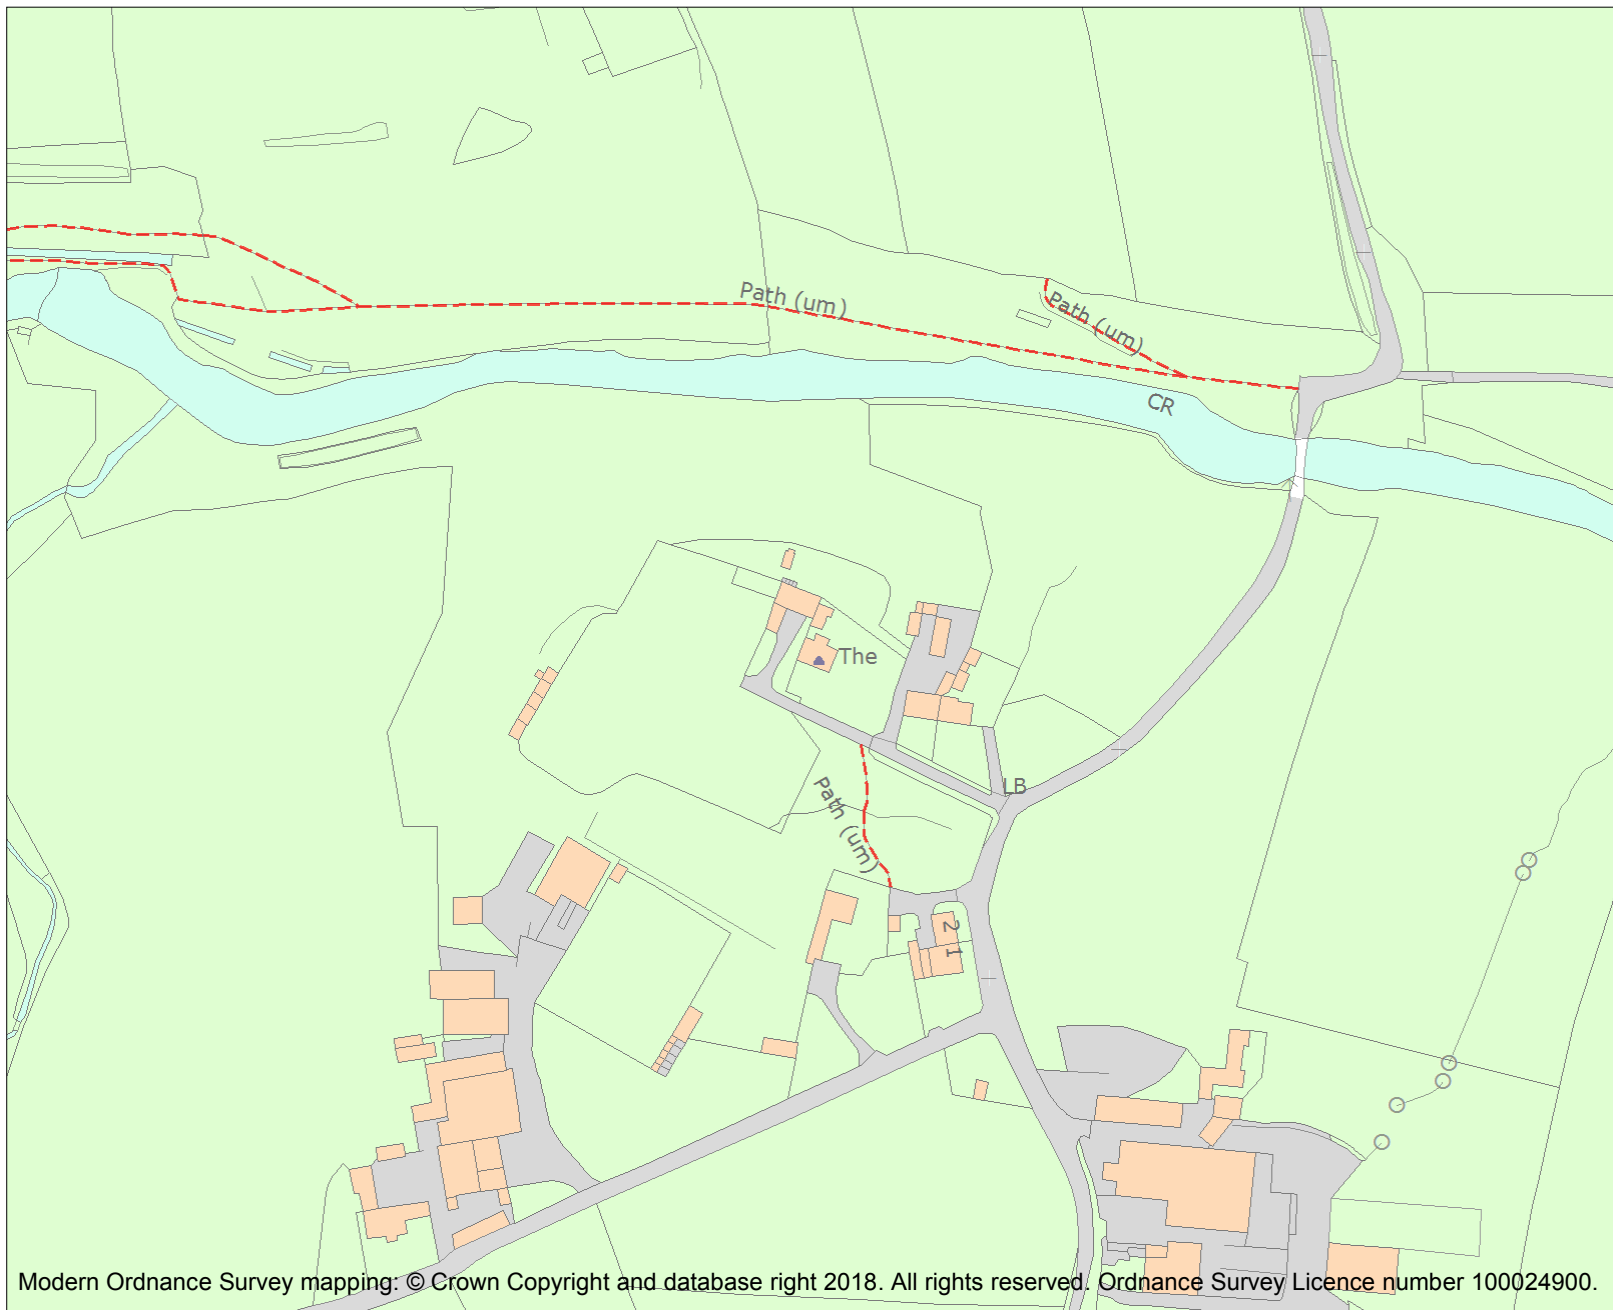 Path (um)
Path (um)
CR
The
LB
Path (um)
2
1
Modern Ordnance Survey mapping: © Crown Copyright and database right 2018. All rights reserved. Ordnance Survey Licence number 100024900.